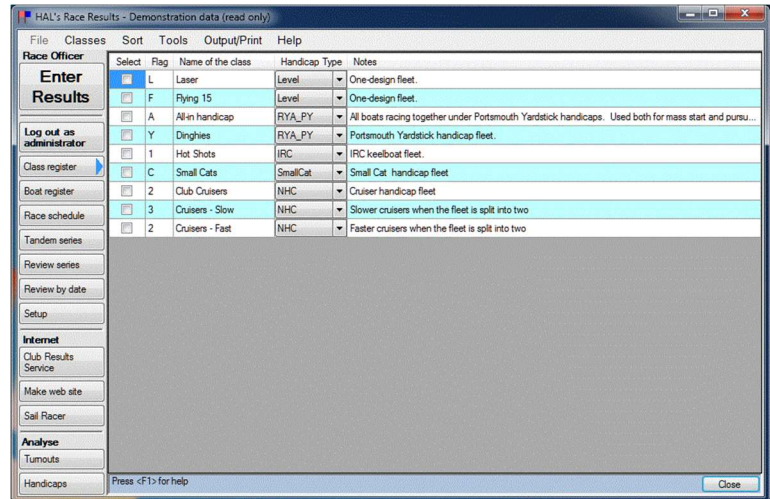 HAL's Race Results - Demonstration data (read only)
File Classes Sort Tools Output/Print Help
Race Officer
Enter
Results
Log out as
administrator
Class register
Boat register
Race schedule
Tandem series
Review series
Review by date
Setup
Internet
Club Results
Service
Make web site
Sail Racer
Analyse
Turnouts
Handicaps
Select Flag Name of the class Handicap Type Notes
L Laser Level One-design fleet.
F Flying 15 Level One-design fleet.
A All-in handicap RYA_PY All boats racing together under Portsmouth Yardstick handicaps. Used both for mass start and pursu...
Y Dinghies RYA_PY Portsmouth Yardstick handicap fleet.
1 Hot Shots IRC IRC keelboat fleet.
C Small Cats SmallCat Small Cat handicap fleet
2 Club Cruisers NHC Cruiser handicap fleet
3 Cruisers - Slow NHC Slower cruisers when the fleet is split into two
2 Cruisers - Fast NHC Faster cruisers when the fleet is split into two
Press <F1> for help
Close